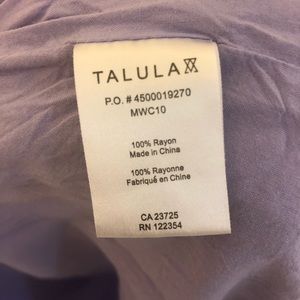 TALULA
P.O. # 4500019270
MWC10
100% Rayon
Made in China
100% Rayonne
Fabriqué en Chine
CA 23725
RN 122354